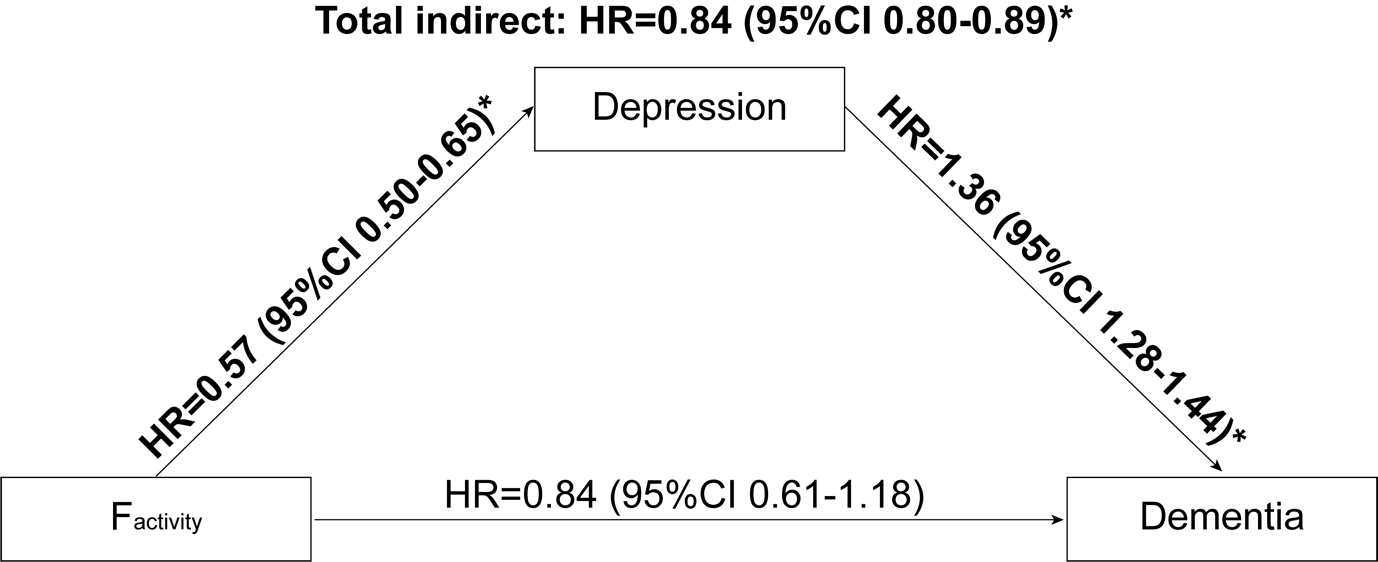 Total indirect: HR=0.84 (95%CI 0.80-0.89)*
Depression
HR=0.57 (95%CI 0.50-0.65)*
HR=1.36 (95%CI 1.28-1.44)*
HR=0.84 (95%CI 0.61-1.18)
Factivity
Dementia